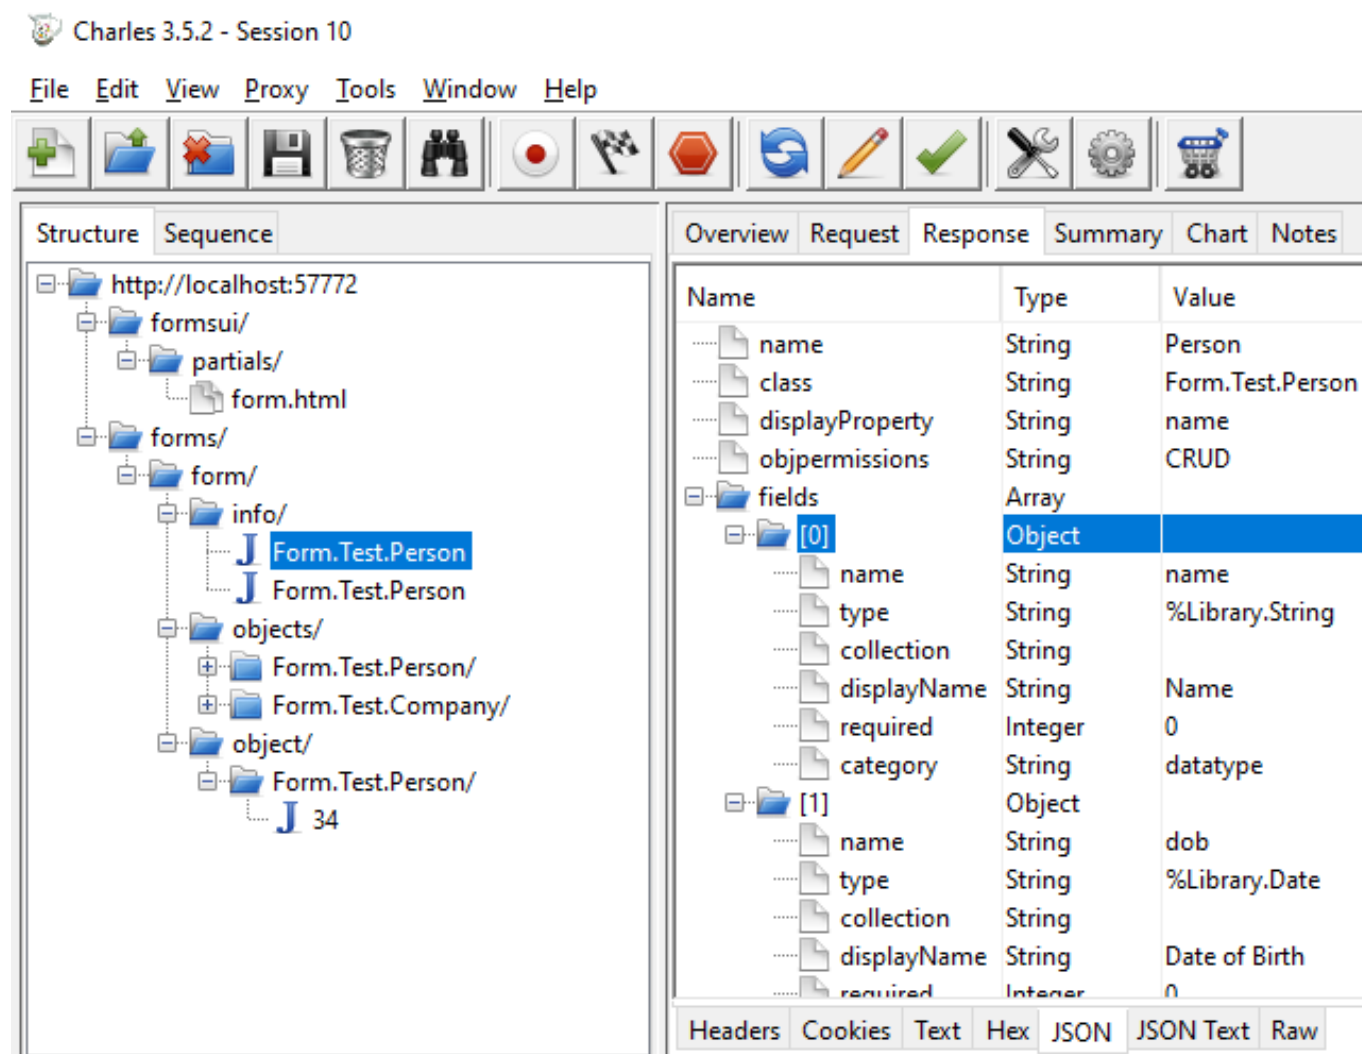 Charles 3.5.2 - Session 10
File Edit View Proxy Tools Window Help
Structure Sequence
http://localhost:57772
formsui/
partials/
form.html
forms/
form/
info/
Form.Test.Person
Form.Test.Person
objects/
Form.Test.Person/
Form.Test.Company/
object/
Form.Test.Person/
34
Overview Request Response Summary Chart Notes
Name Type Value
name String Person
class String Form.Test.Person
displayProperty String name
objpermissions String CRUD
fields Array
[0] Object
name String name
type String %Library.String
collection String
displayName String Name
required Integer 0
category String datatype
[1] Object
name String dob
type String %Library.Date
collection String
displayName String Date of Birth
required Integer 0
Headers Cookies Text Hex JSON JSON Text Raw